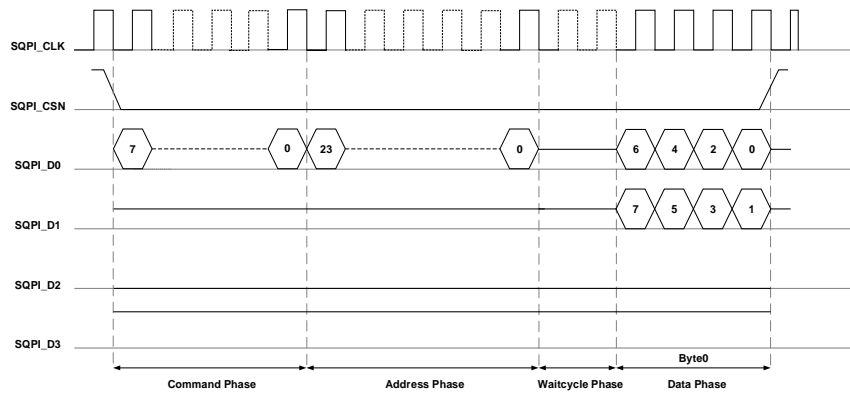 SQPI_CLK
SQPI_CSN
SQPI_D0 7 0 23 0 6 4 2 0
SQPI_D1 7 5 3 1
SQPI_D2
SQPI_D3
Byte0
Command Phase Address Phase Waitcycle Phase Data Phase